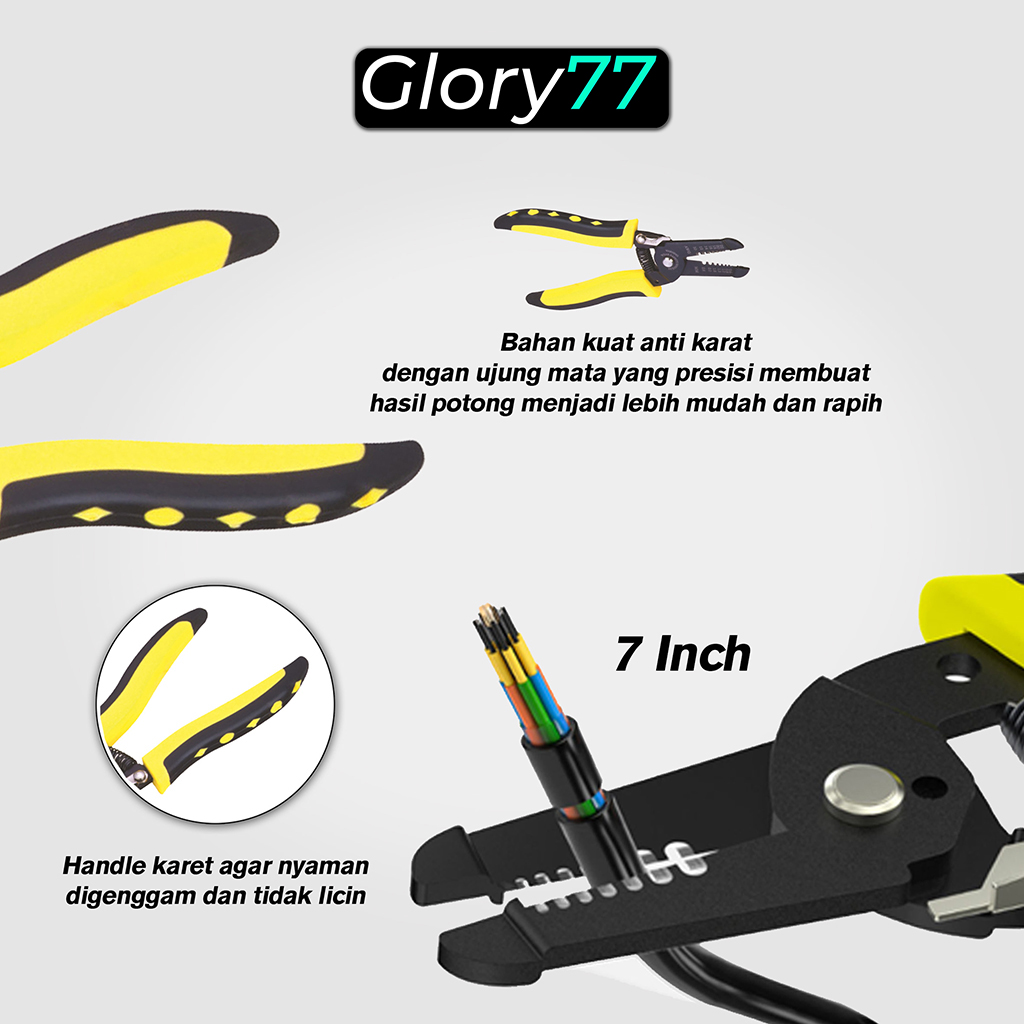 Glory77
Bahan kuat anti karat
dengan ujung mata yang presisi membuat
hasil potong menjadi lebih mudah dan rapih
7 Inch
Handle karet agar nyaman
digenggam dan tidak licin